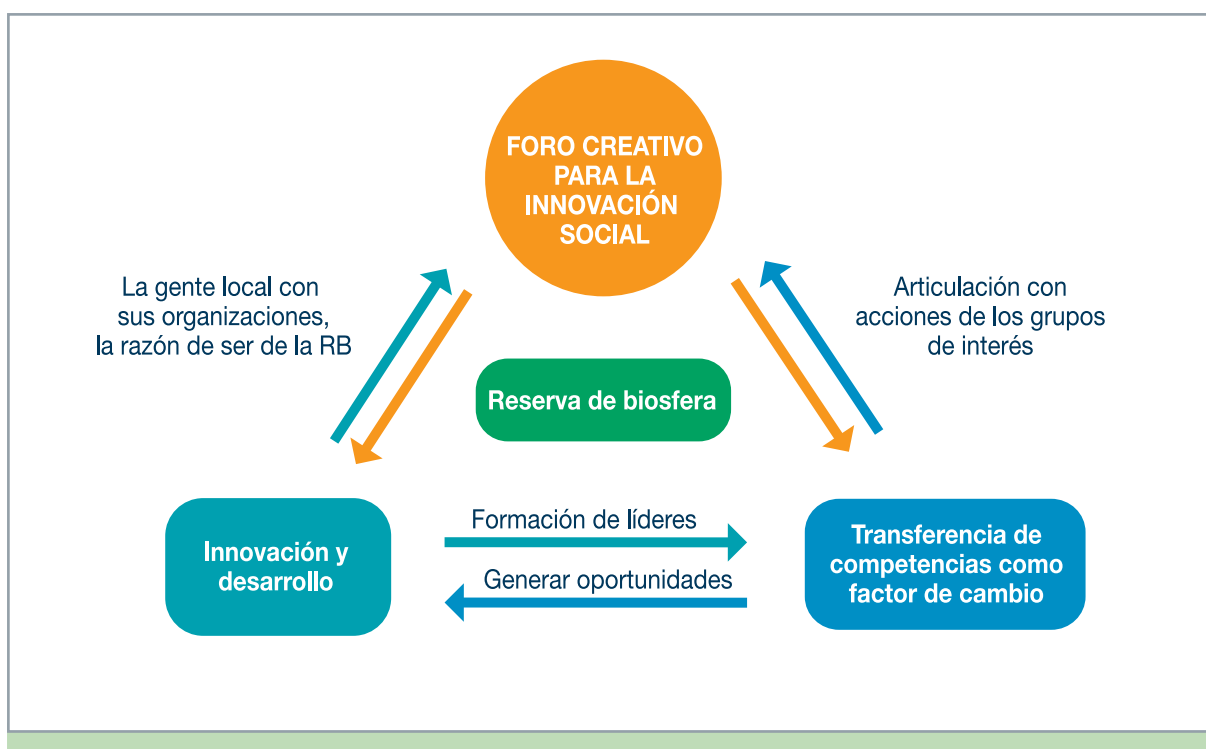 FORO CREATIVO
PARA LA
INNOVACIÓN
SOCIAL
La gente local con
sus organizaciones,
la razón de ser de la RB
Articulación con
acciones de los grupos
de interés
Reserva de biosfera
Innovación y
desarrollo
Formación de líderes
Generar oportunidades
Transferencia de
competencias como
factor de cambio